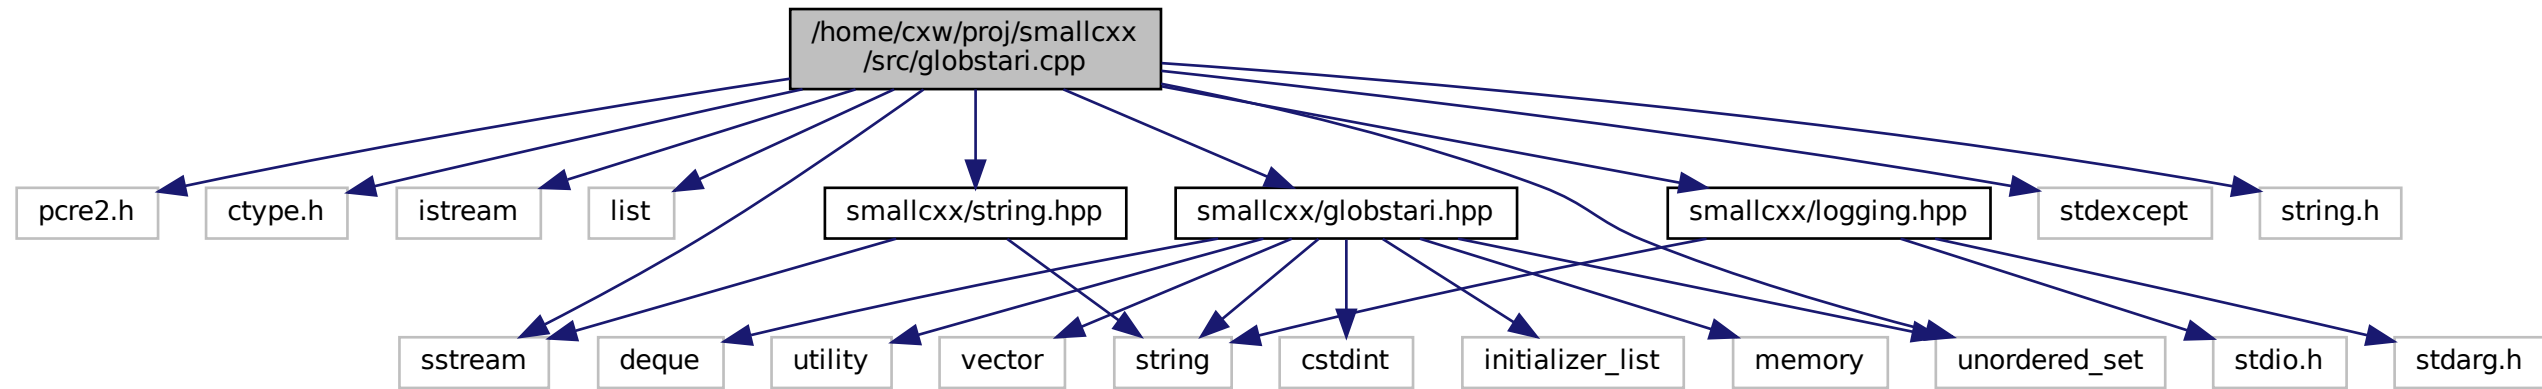 /home/cxw/proj/smallcxx
/src/globstari.cpp
pcre2.h
ctype.h
istream
list
smallcxx/string.hpp
smallcxx/globstari.hpp
smallcxx/logging.hpp
stdexcept
string.h
sstream
deque
utility
vector
string
cstdint
initializer_list
memory
unordered_set
stdio.h
stdarg.h